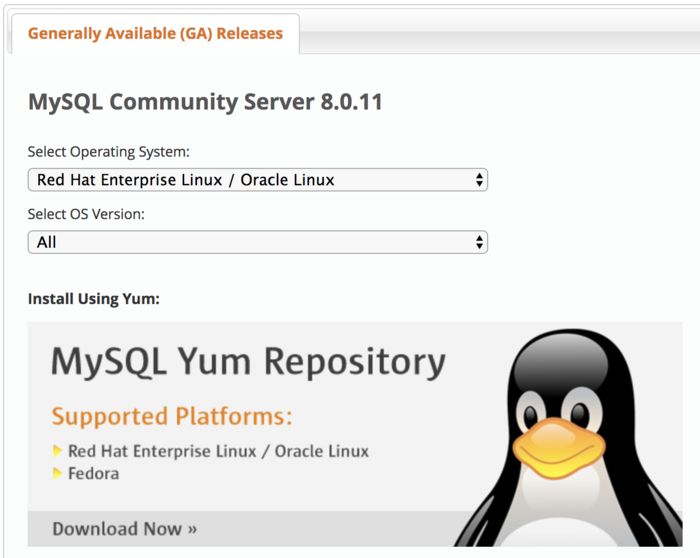 Generally Available (GA) Releases
MySQL Community Server 8.0.11
Select Operating System:
Red Hat Enterprise Linux / Oracle Linux
Select OS Version:
All
Install Using Yum:
MySQL Yum Repository
Supported Platforms:
Red Hat Enterprise Linux / Oracle Linux
Fedora
Download Now »